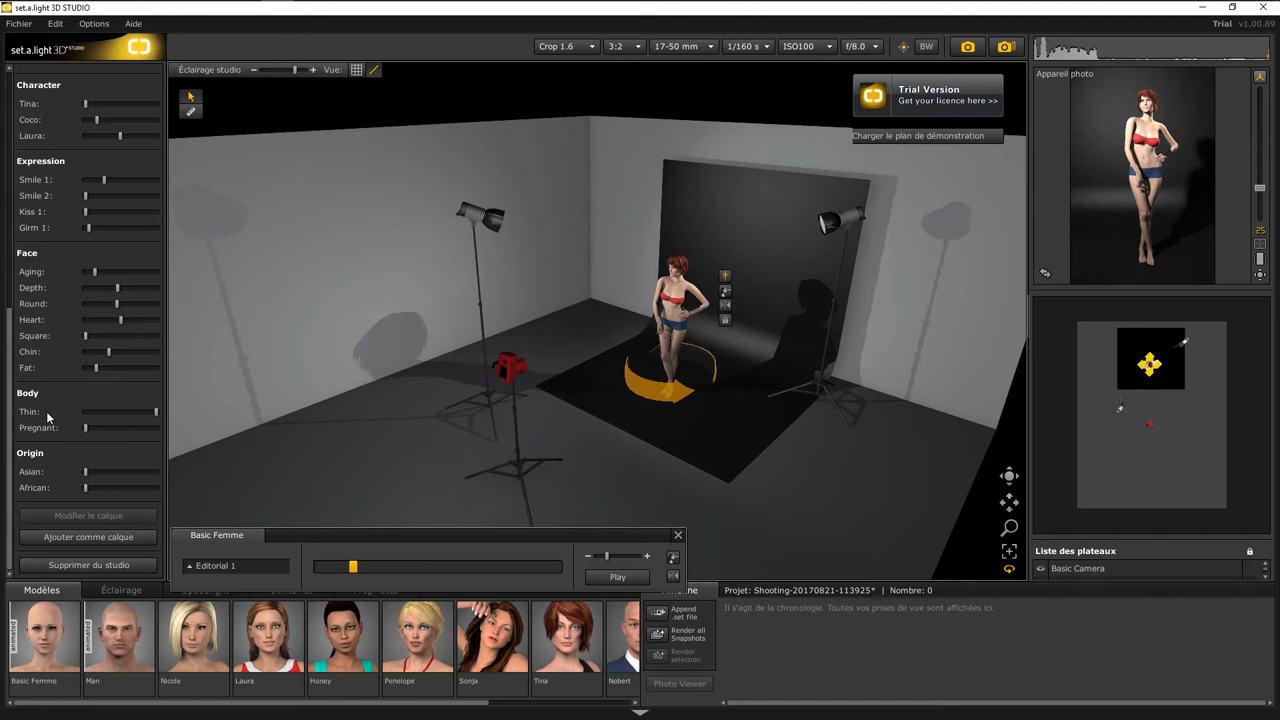 set.a.light 3D STUDIO
Fichier Edit Options Aide
Trial v1.00.89
set.a.light 3D STUDIO
Crop 1.6 3:2 17-50 mm 1/160 s ISO100 f/8.0 BW
Éclairage studio Vue:
Trial Version
Get your licence here >>
Charger le plan de démonstration
Appareil photo
25
Character
Tina:
Coco:
Laura:
Expression
Smile 1:
Smile 2:
Kiss 1:
Girm 1:
Face
Aging:
Depth:
Round:
Heart:
Square:
Chin:
Fat:
Body
Thin:
Pregnant:
Origin
Asian:
African:
Modifier le calque
Ajouter comme calque
Supprimer du studio
Basic Femme
Editorial 1
Play
Liste des plateaux
Basic Camera
Modèles Éclairage
Projet: Shooting-20170821-113925* Nombre: 0
Il s'agit de la chronologie. Toutes vos prises de vue sont affichées ici.
Append .set file
Render all Snapshots
Render selection
Photo Viewer
animated
animated
Basic Femme Man Nicole Laura Honey Penelope Sonja Tina Nobert